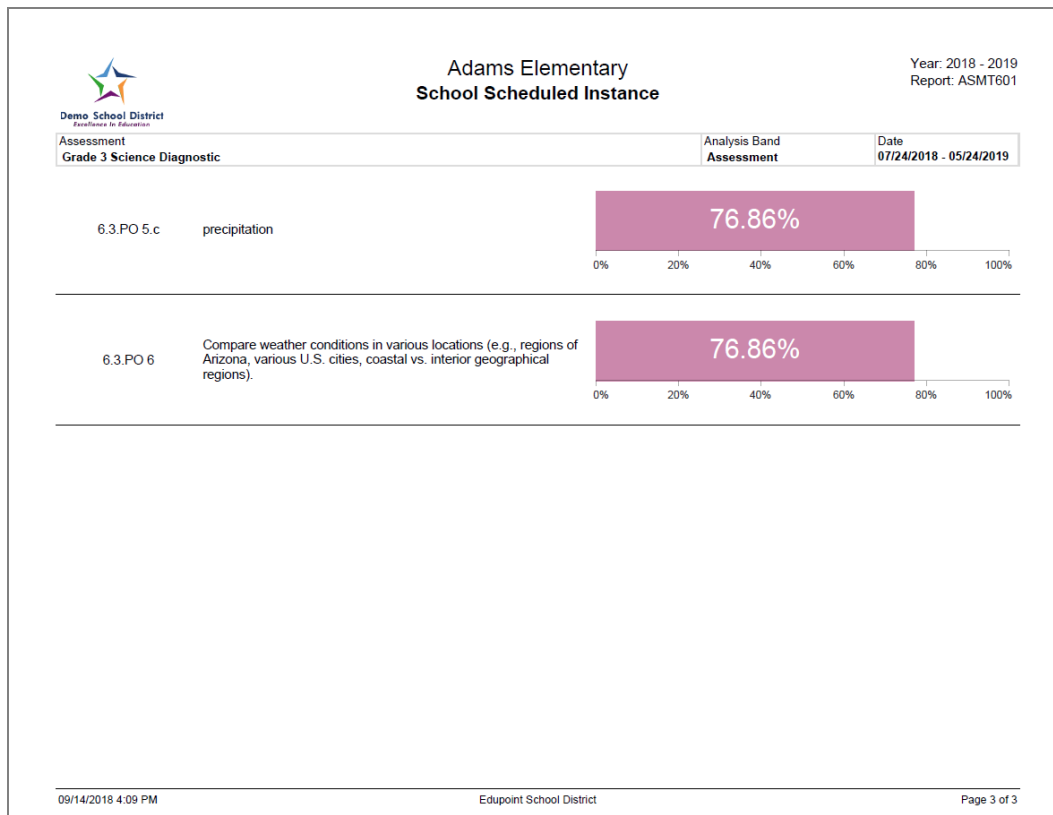 Adams Elementary
School Scheduled Instance
Year: 2018 - 2019
Report: ASMT601
Demo School District
Excellence In Education
Assessment
Grade 3 Science Diagnostic
Analysis Band
Assessment
Date
07/24/2018 - 05/24/2019
6.3.PO 5.c
precipitation
76.86%
0% 20% 40% 60% 80% 100%
6.3.PO 6
Compare weather conditions in various locations (e.g., regions of
Arizona, various U.S. cities, coastal vs. interior geographical
regions).
76.86%
0% 20% 40% 60% 80% 100%
09/14/2018 4:09 PM
Edupoint School District
Page 3 of 3